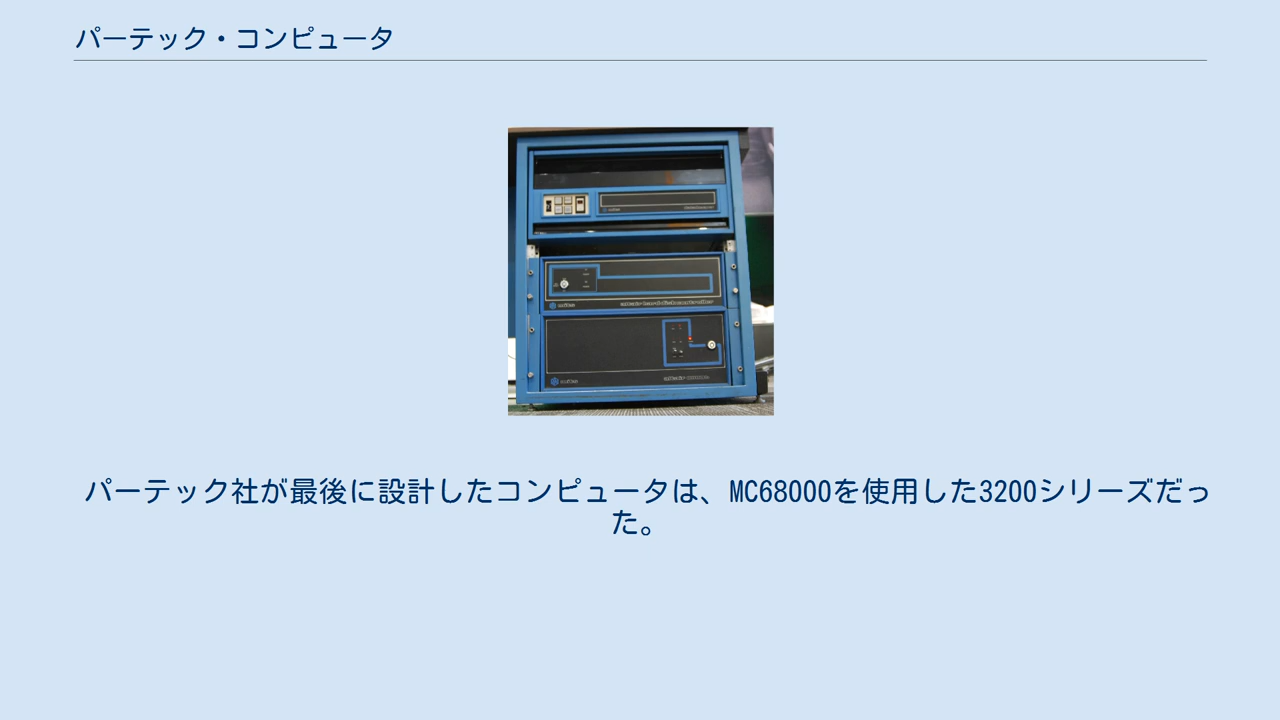 パーテック・コンピュータ
パーテック社が最後に設計したコンピュータは、MC68000を使用した3200シリーズだっ
た。